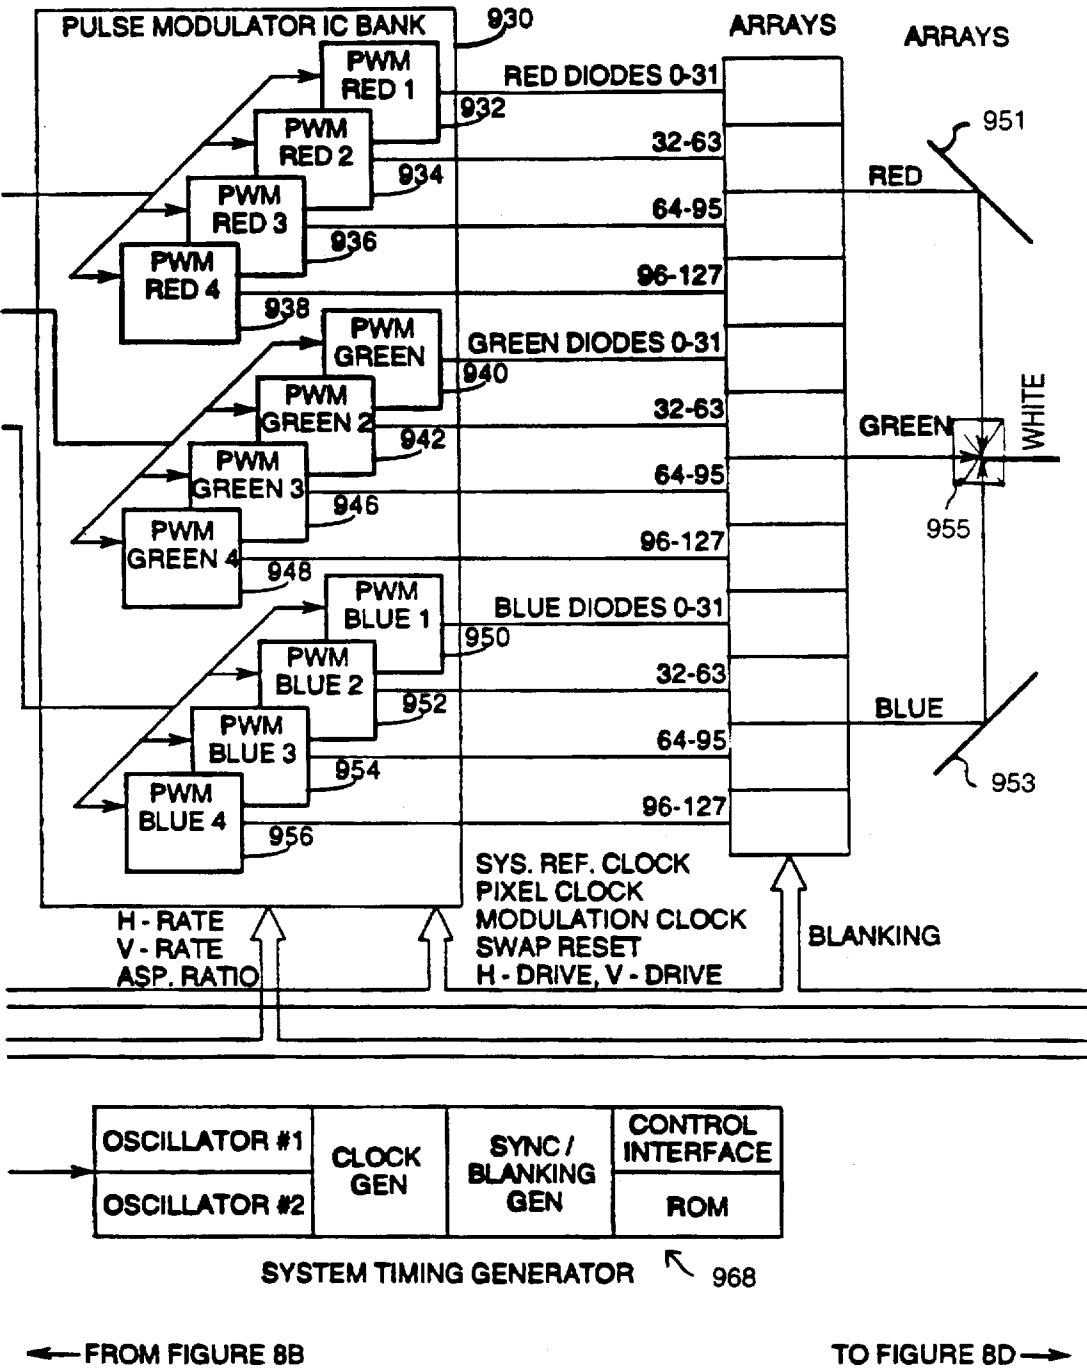 PULSE MODULATOR IC BANK
930
ARRAYS
ARRAYS
PWM
RED 1
932
RED DIODES 0-31
PWM
RED 2
934
32-63
PWM
RED 3
936
64-95
PWM
RED 4
938
96-127
RED
951
PWM
GREEN
940
GREEN DIODES 0-31
PWM
GREEN 2
942
32-63
PWM
GREEN 3
946
64-95
PWM
GREEN 4
948
96-127
GREEN
WHITE
955
PWM
BLUE 1
950
BLUE DIODES 0-31
PWM
BLUE 2
952
32-63
PWM
BLUE 3
954
64-95
PWM
BLUE 4
956
96-127
BLUE
953
H - RATE
V - RATE
ASP. RATIO
SYS. REF. CLOCK
PIXEL CLOCK
MODULATION CLOCK
SWAP RESET
H - DRIVE, V - DRIVE
BLANKING
OSCILLATOR #1
OSCILLATOR #2
CLOCK
GEN
SYNC /
BLANKING
GEN
CONTROL
INTERFACE
ROM
SYSTEM TIMING GENERATOR
968
FROM FIGURE 8B
TO FIGURE 8D